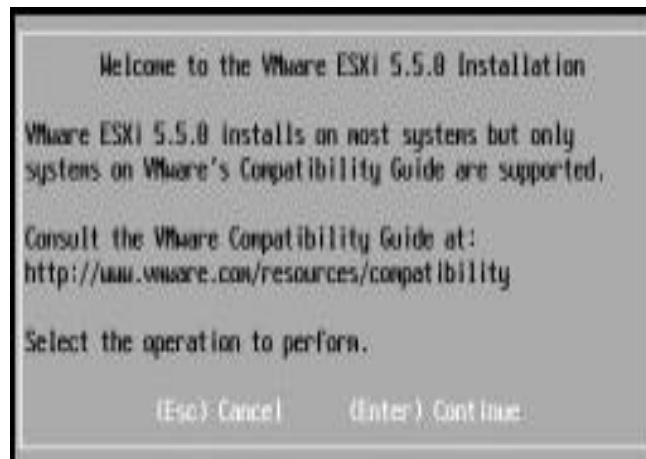 Welcome to the VMware ESXi 5.5.0 Installation
VMware ESXi 5.5.0 installs on most systems but only
systems on VMware's Compatibility Guide are supported.
Consult the VMware Compatibility Guide at:
http://www.vmware.com/resources/compatibility
Select the operation to perform.
(Esc) Cancel (Enter) Continue